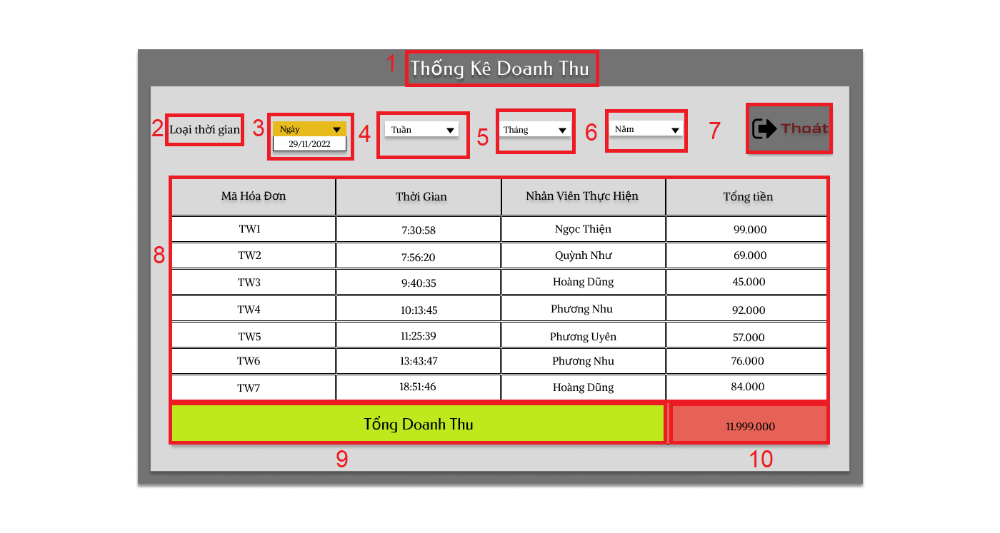 1 Thống Kê Doanh Thu
2 Loại thời gian 3 Ngày 4 Tuần 5 Tháng 6 Năm 7 Thoát
29/11/2022
8
Mã Hóa Đơn Thời Gian Nhân Viên Thực Hiện Tổng tiền
TW1 7:30:58 Ngọc Thiện 99.000
TW2 7:56:20 Quỳnh Như 69.000
TW3 9:40:35 Hoàng Dũng 45.000
TW4 10:13:45 Phương Nhu 92.000
TW5 11:25:39 Phương Uyên 57.000
TW6 13:43:47 Phương Nhu 76.000
TW7 18:51:46 Hoàng Dũng 84.000
Tổng Doanh Thu 11.999.000
9 10